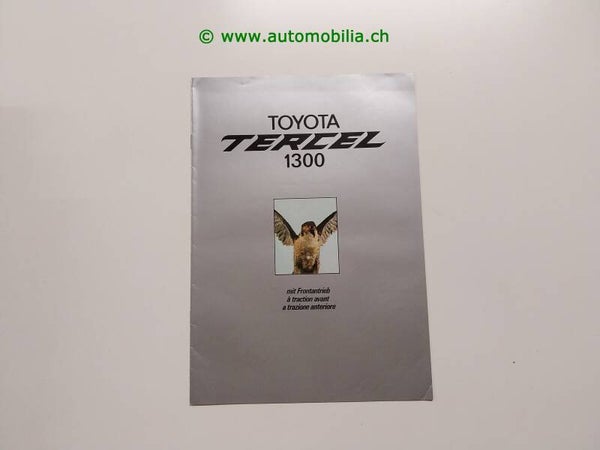 © www.automobilia.ch
TOYOTA
TERCEL
1300
mit Frontantrieb
à traction avant
a trazione anteriore